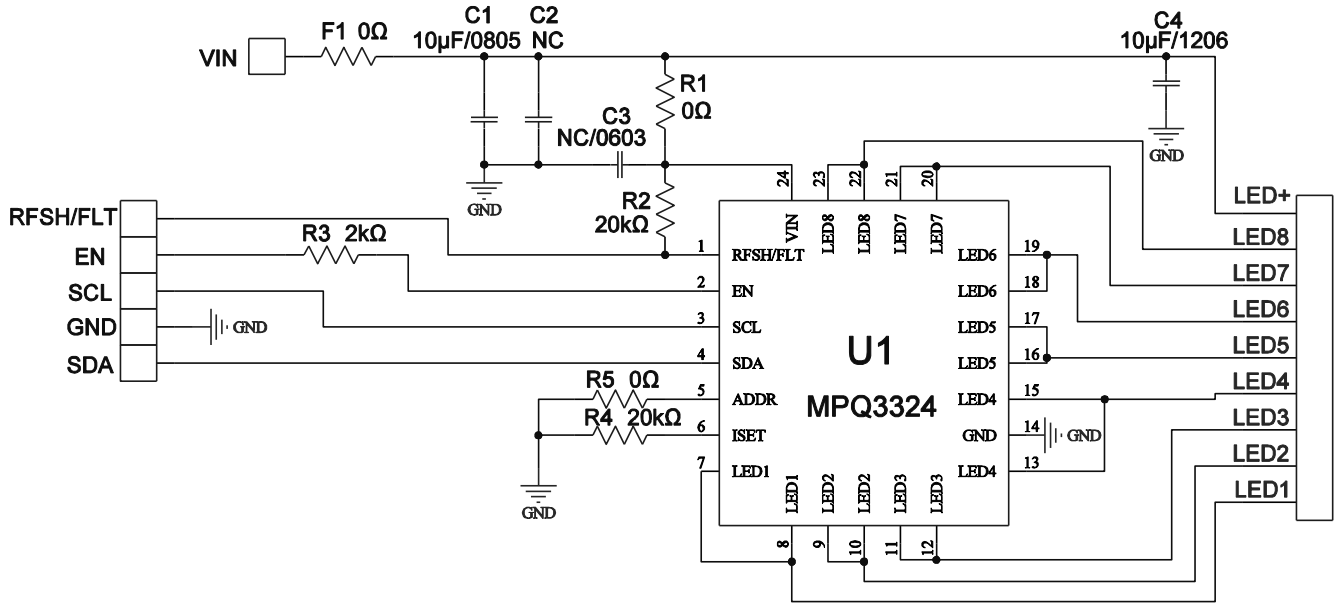 F1 0Ω
C1
10µF/0805
C2
NC
C4
10µF/1206
VIN
R1
0Ω
C3
NC/0603
GND
GND
24
23
22
21
20
RFSH/FLT
EN
SCL
GND
SDA
R3 2kΩ
GND
R2
20kΩ
VIN
LED8
LED8
LED7
LED7
1
RFSH/FLT
2
EN
3
SCL
4
SDA
5
ADDR
6
ISET
7
LED1
R5 0Ω
R4 20kΩ
GND
U1
MPQ3324
LED6
19
LED6
18
LED5
17
LED5
16
LED4
15
GND
14
GND
LED4
13
LED1
LED2
LED2
LED3
LED3
8
9
10
11
12
LED+
LED8
LED7
LED6
LED5
LED4
LED3
LED2
LED1